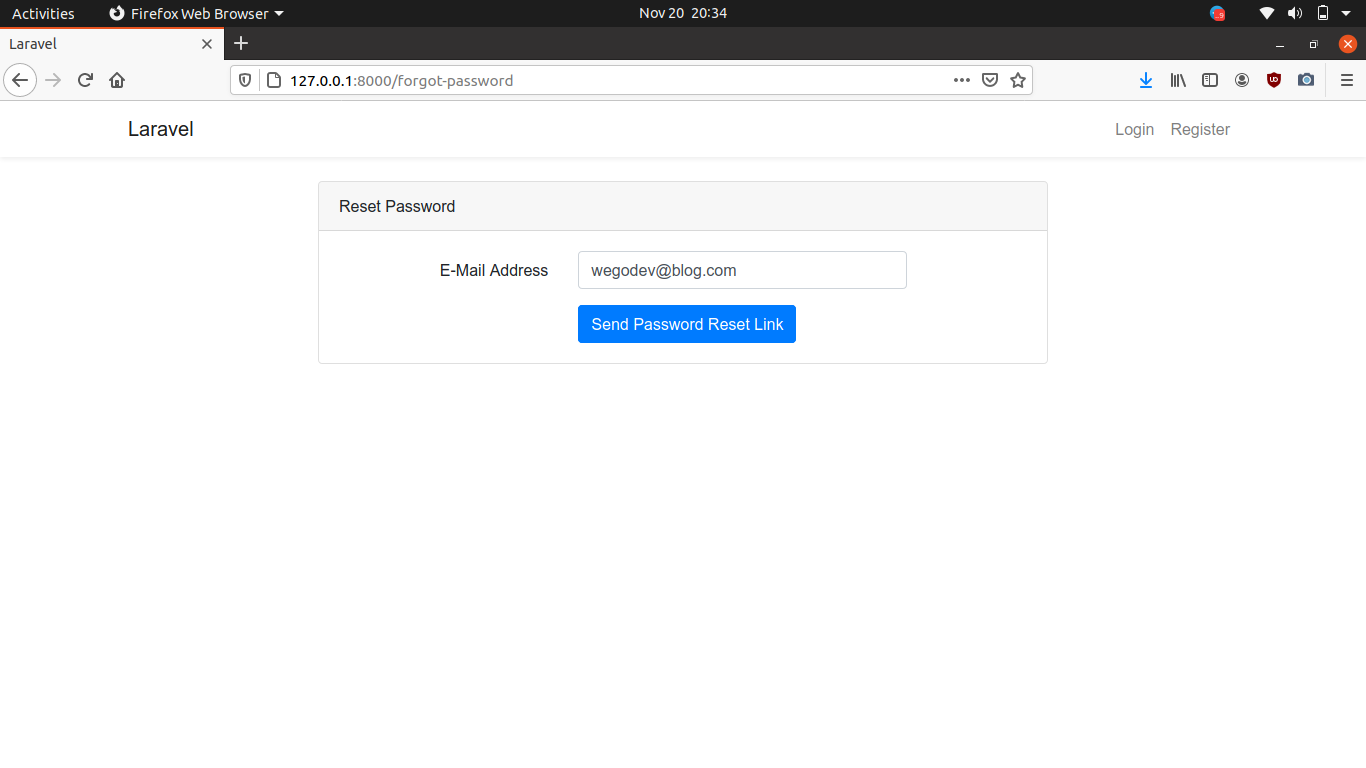 Activities Firefox Web Browser Nov 20 20:34
Laravel
127.0.0.1:8000/forgot-password
Laravel Login Register
Reset Password
E-Mail Address wegodev@blog.com
Send Password Reset Link